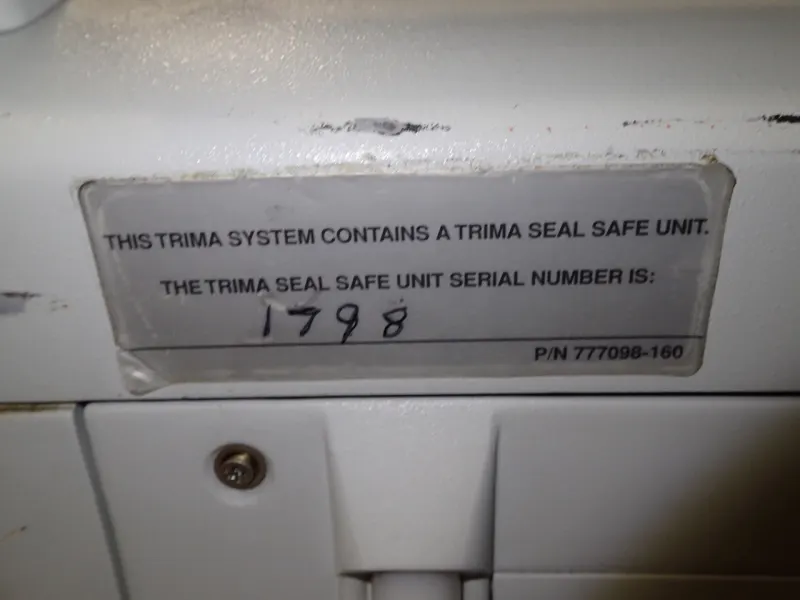 THIS TRIMA SYSTEM CONTAINS A TRIMA SEAL SAFE UNIT.
THE TRIMA SEAL SAFE UNIT SERIAL NUMBER IS:
1798
P/N 777098-160